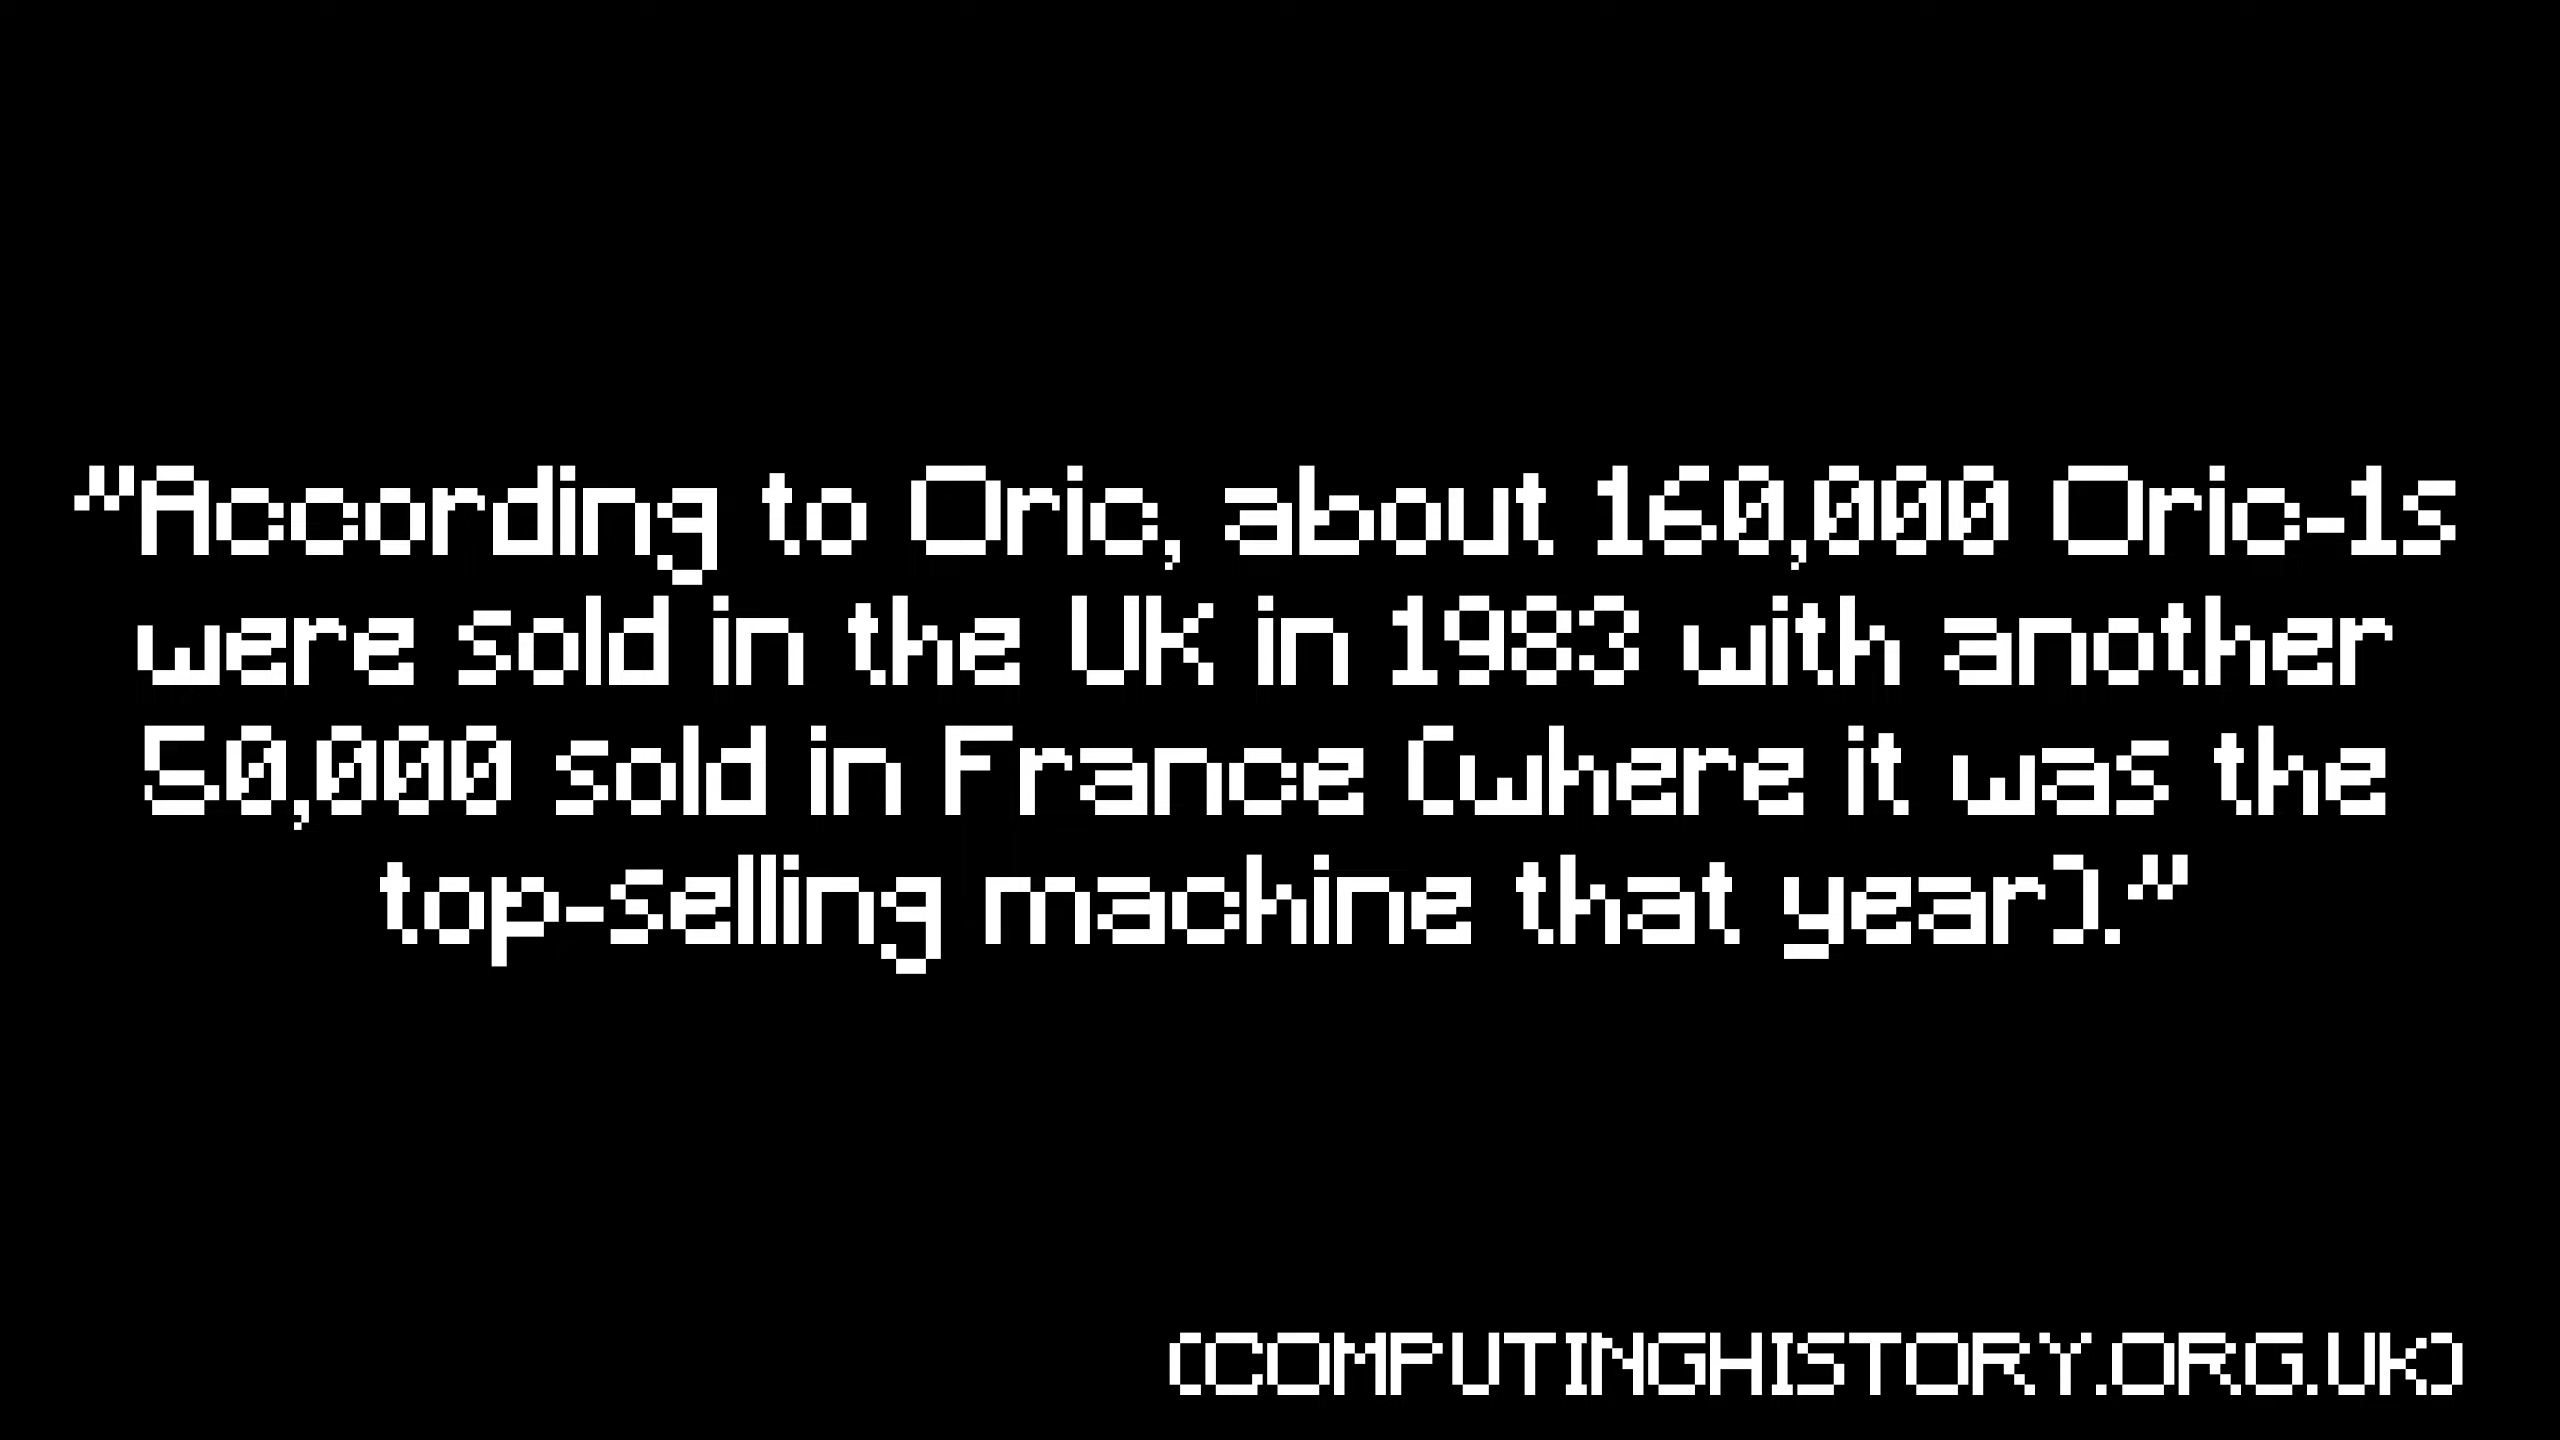 "According to Oric, about 160,000 Oric-1s
were sold in the UK in 1983 with another
50,000 sold in France (where it was the
top-selling machine that year)."
(COMPUTINGHISTORY.ORG.UK)